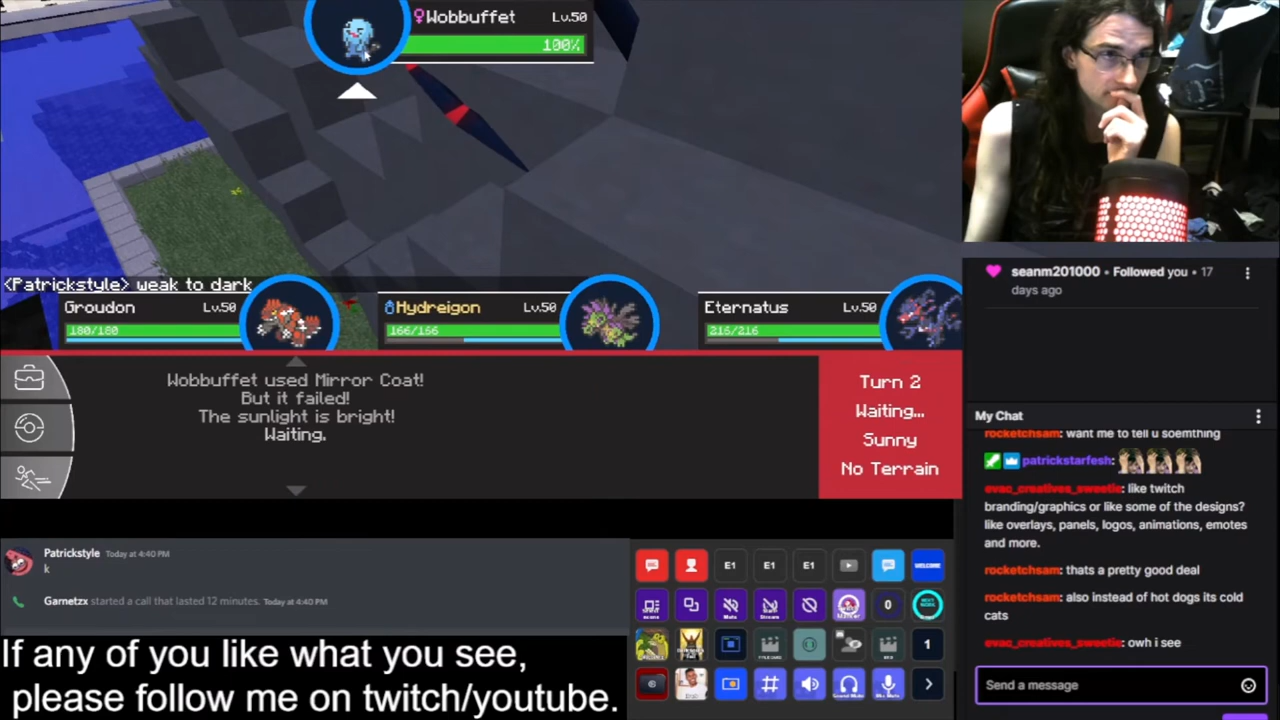 Wobbuffet Lv.50
100%
<Patrickstyle> weak to dark
Groudon Lv.50
180/180
Hydreigon Lv.50
166/166
Eternatus Lv.50
216/216
Wobbuffet used Mirror Coat!
But it failed!
The sunlight is bright!
Waiting.
Turn 2
Waiting...
Sunny
No Terrain
seanm201000 • Followed you • 17
days ago
My Chat
rocketchsam: want me to tell u soemthing
patrickstarfesh:
evac_creatives_sweetie: like twitch
branding/graphics or like some of the designs?
like overlays, panels, logos, animations, emotes
and more.
rocketchsam: thats a pretty good deal
rocketchsam: also instead of hot dogs its cold
cats
evac_creatives_sweetie: owh i see
Send a message
Patrickstyle Today at 4:40 PM
k
Garnetzx started a call that lasted 12 minutes. Today at 4:40 PM
E1 E1 E1 WELCOME
0
1
If any of you like what you see,
please follow me on twitch/youtube.